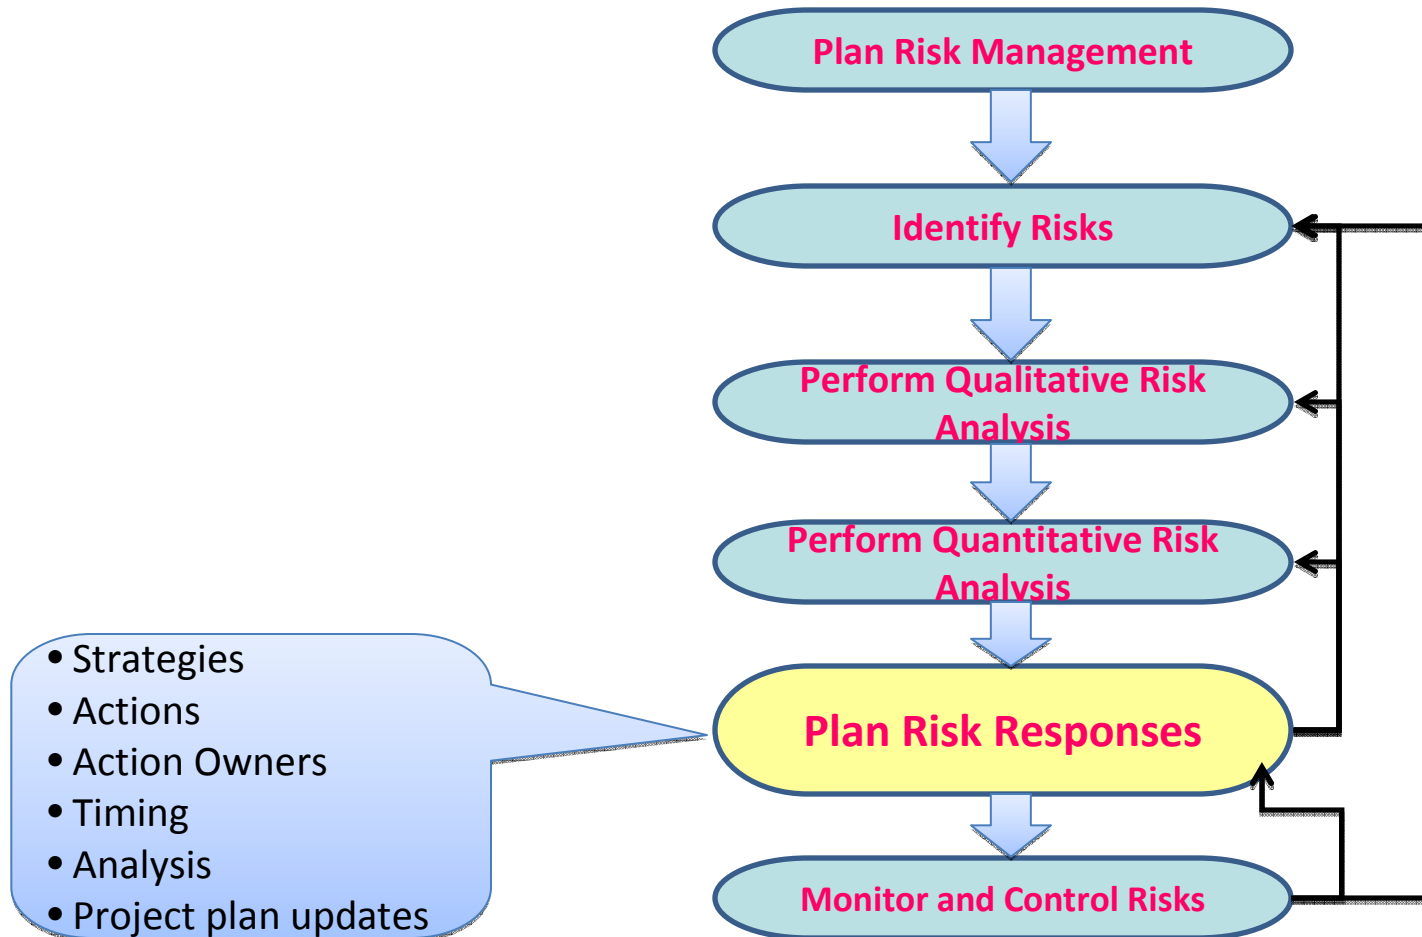 Plan Risk Management
Identify Risks
Perform Qualitative Risk
Analysis
Perform Quantitative Risk
Analysis
• Strategies
• Actions
• Action Owners
• Timing
• Analysis
• Project plan updates
Plan Risk Responses
Monitor and Control Risks